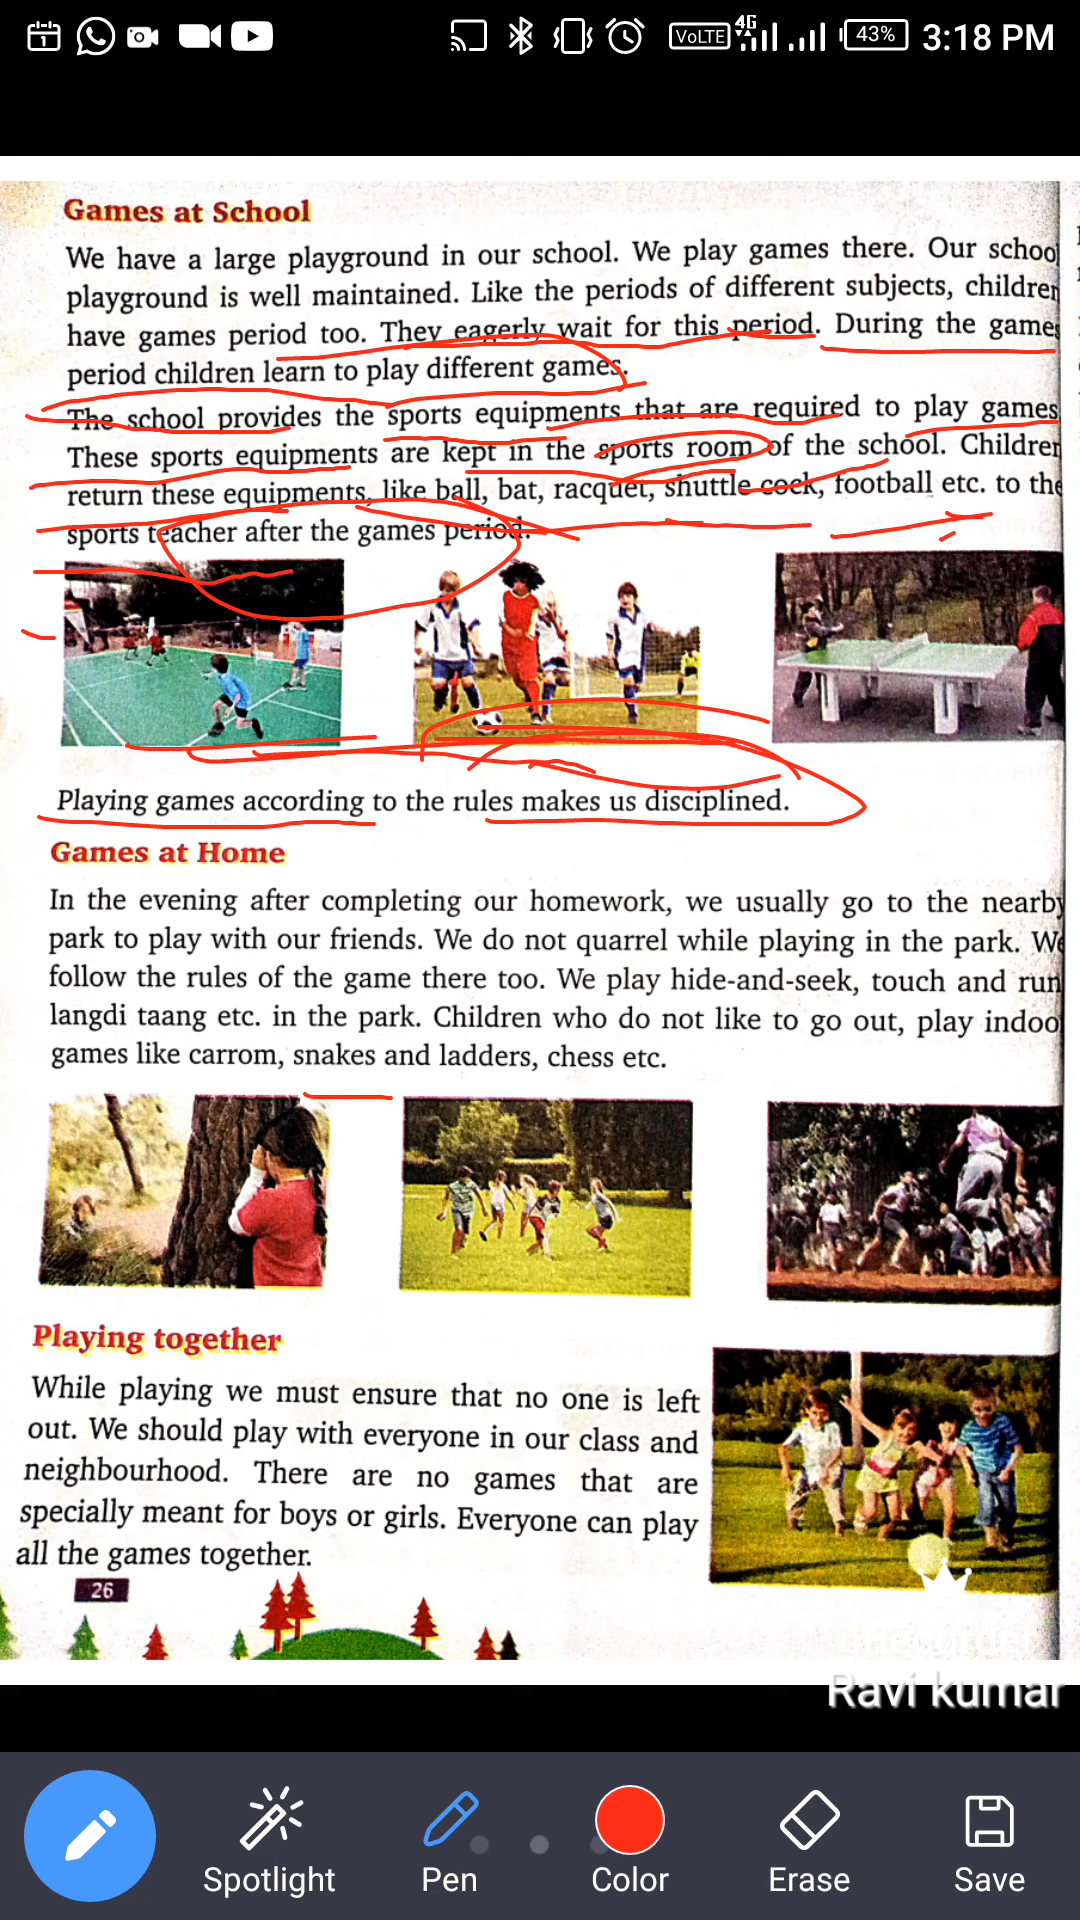 1
VoLTE
4G
43%
3:18 PM
Games at School
We have a large playground in our school. We play games there. Our schoo
playground is well maintained. Like the periods of different subjects, children
have games period too. They eagerly wait for this period. During the games
period children learn to play different games.
The school provides the sports equipments that are required to play games
These sports equipments are kept in the sports room of the school. Children
return these equipments, like ball, bat, racquet, shuttle cock, football etc. to the
sports teacher after the games period.
Playing games according to the rules makes us disciplined.
Games at Home
In the evening after completing our homework, we usually go to the nearby
park to play with our friends. We do not quarrel while playing in the park. We
follow the rules of the game there too. We play hide-and-seek, touch and run
langdi taang etc. in the park. Children who do not like to go out, play indoo
games like carrom, snakes and ladders, chess etc.
Playing together
While playing we must ensure that no one is left
out. We should play with everyone in our class and
neighbourhood. There are no games that are
specially meant for boys or girls. Everyone can play
all the games together.
26
Ravi kumar
Spotlight
Pen
Color
Erase
Save